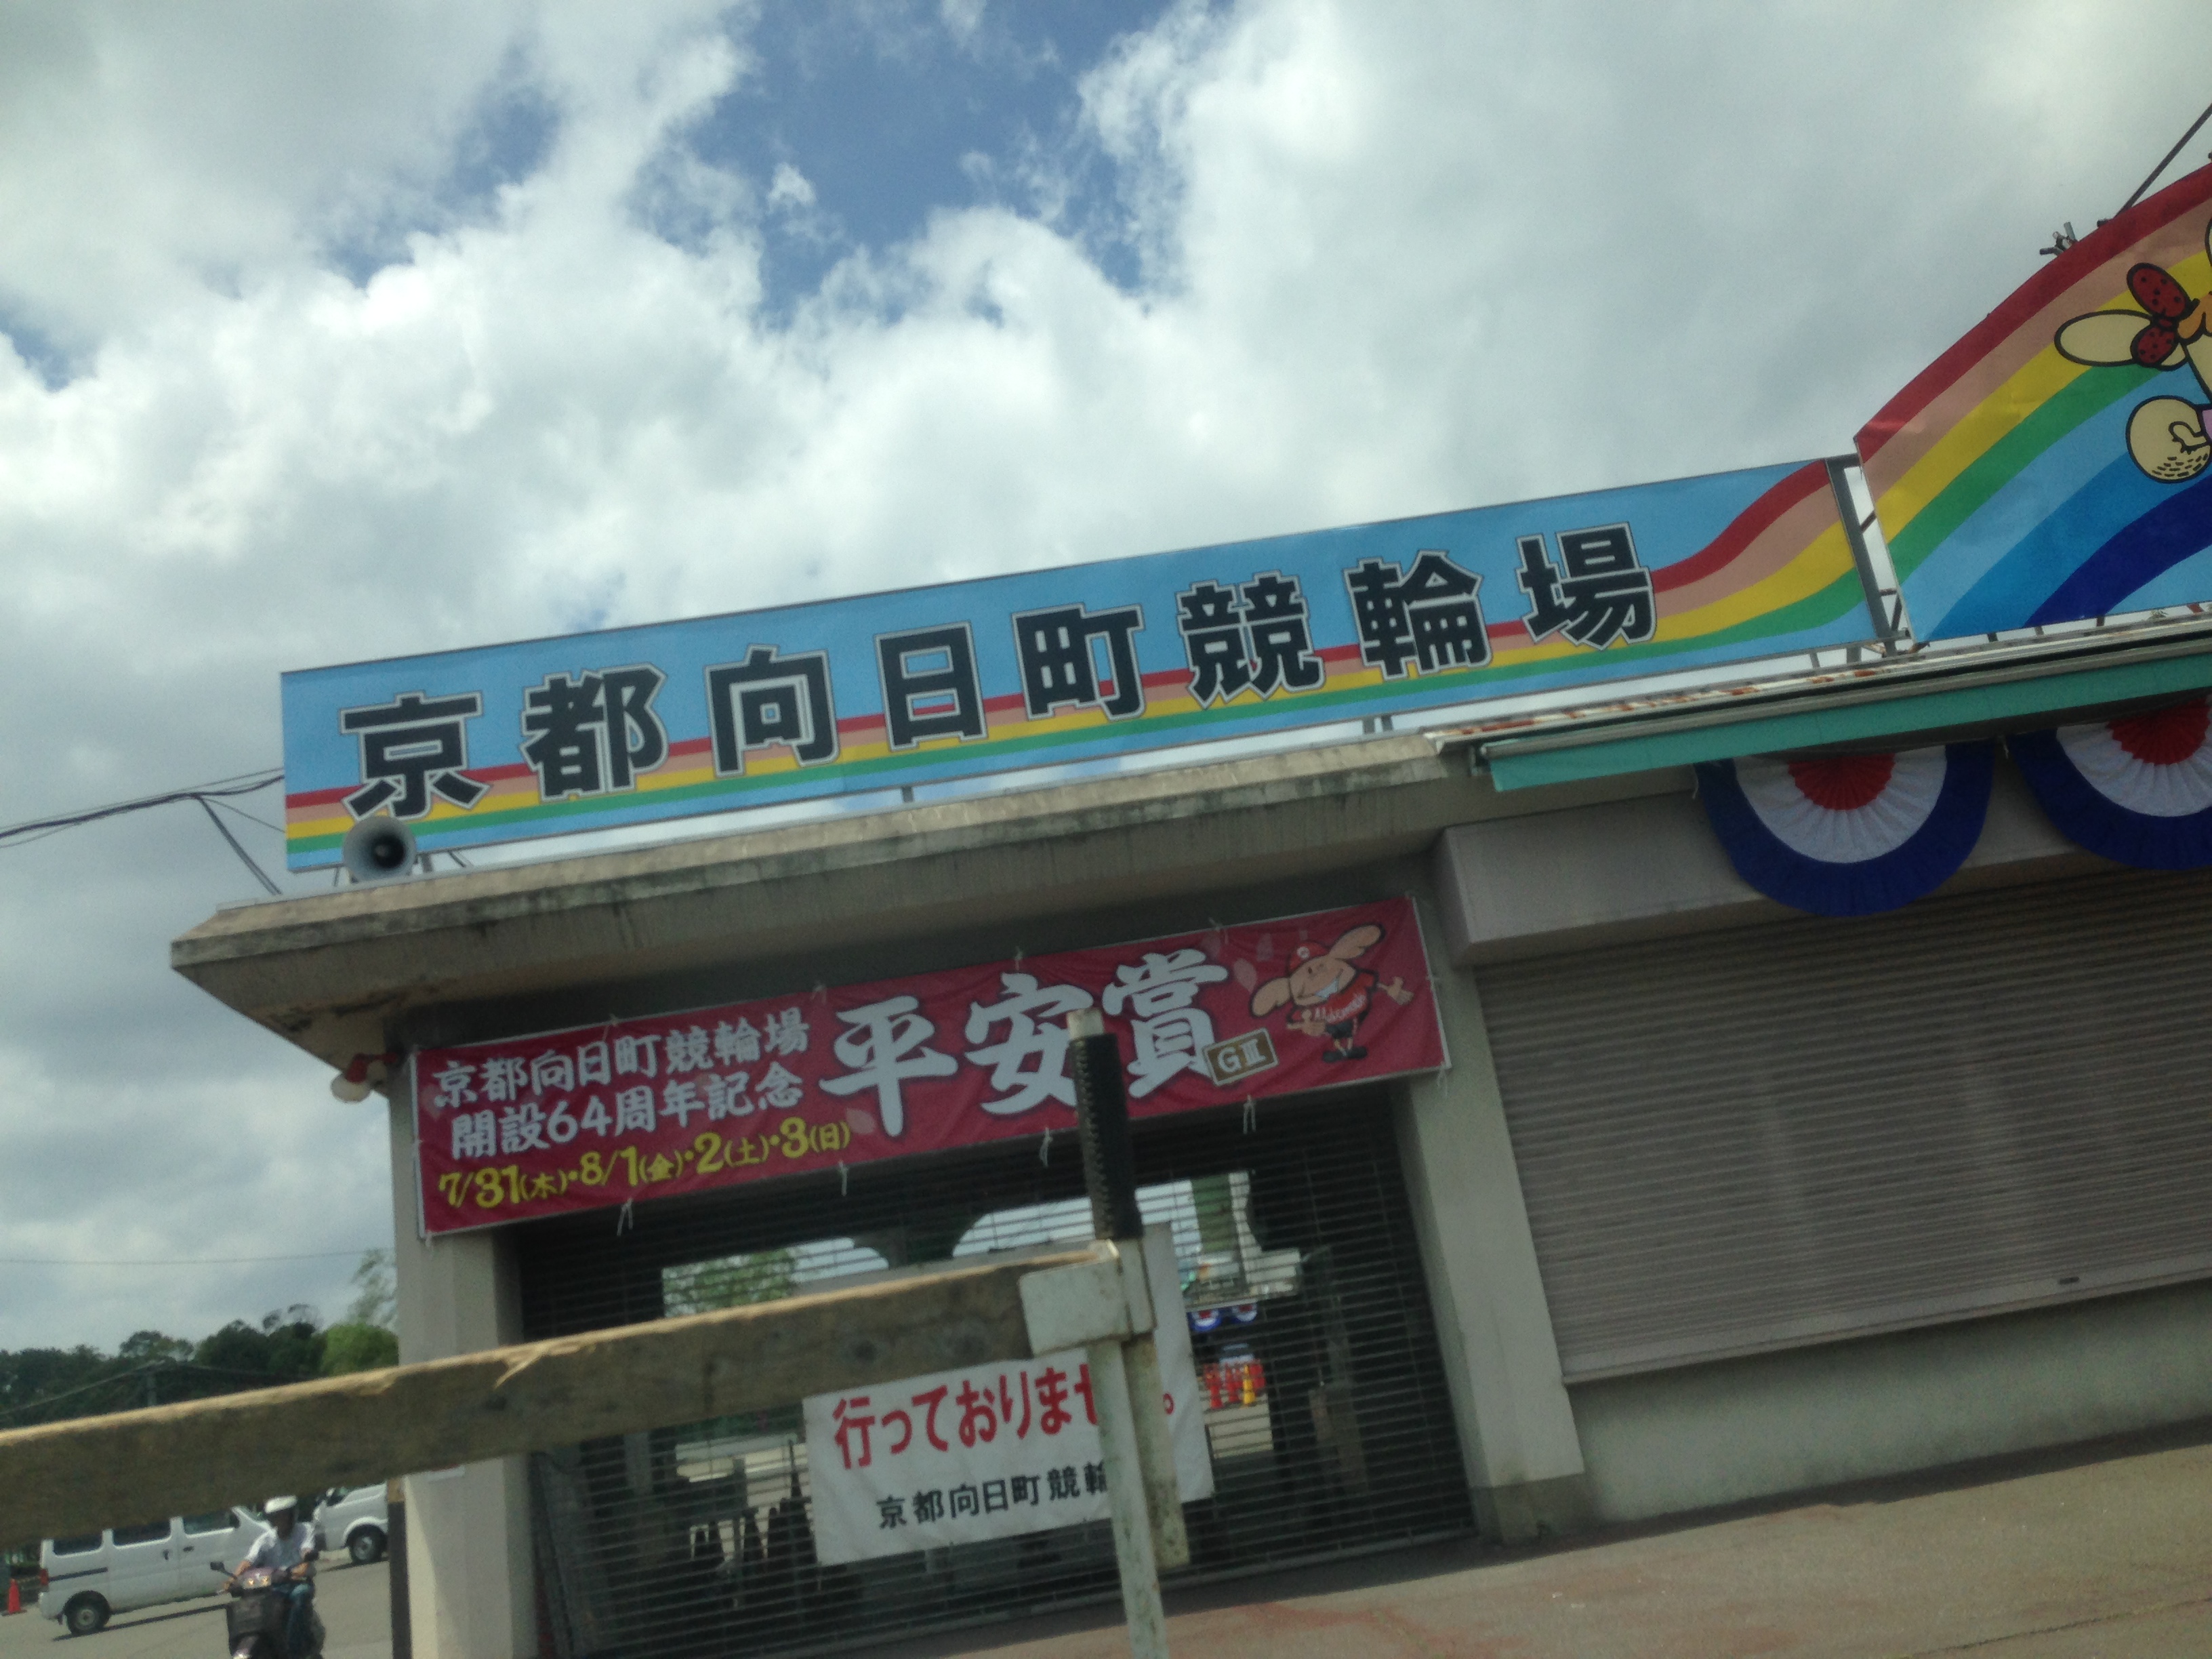 京都向日町競輪場
京都向日町競輪場
開設64周年記念
平安賞
GⅢ
7/31(木)・8/1(金)・2(土)・3(日)
行っておりませ 。
京都向日町競輪